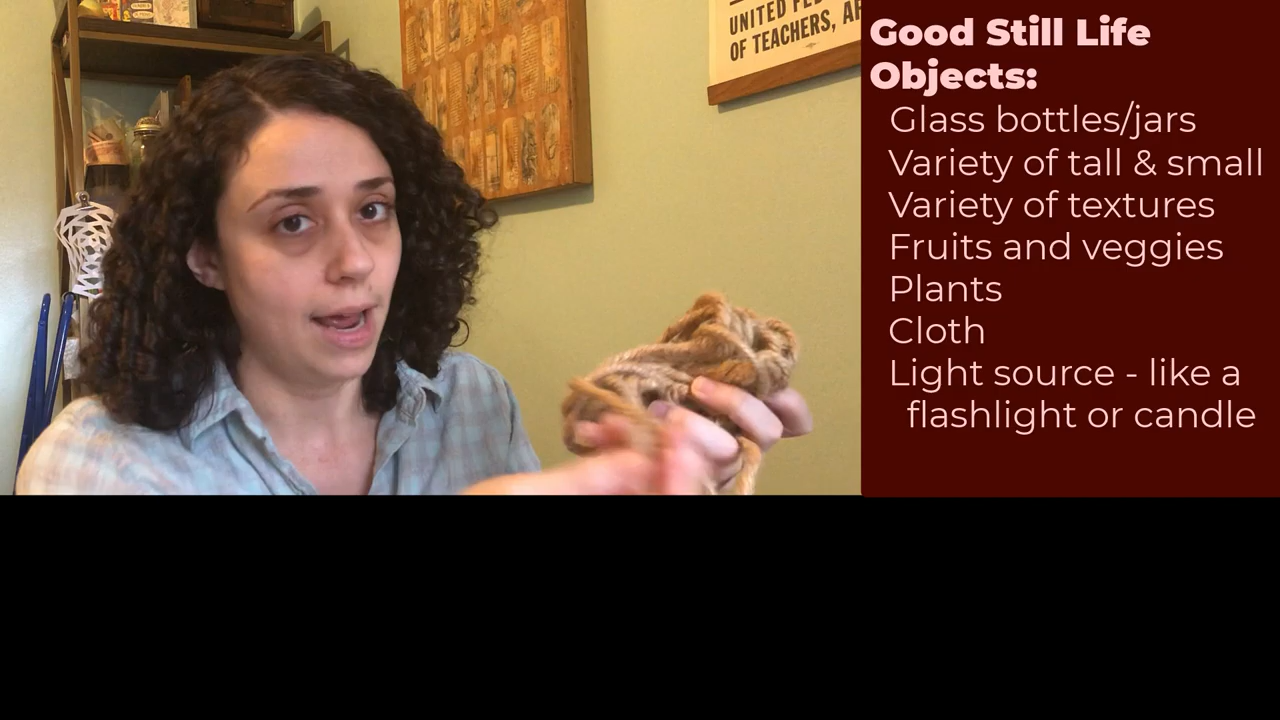 UNITED
OF TEACHERS,
Good Still Life
Objects:
Glass bottles/jars
Variety of tall & small
Variety of textures
Fruits and veggies
Plants
Cloth
Light source - like a
flashlight or candle